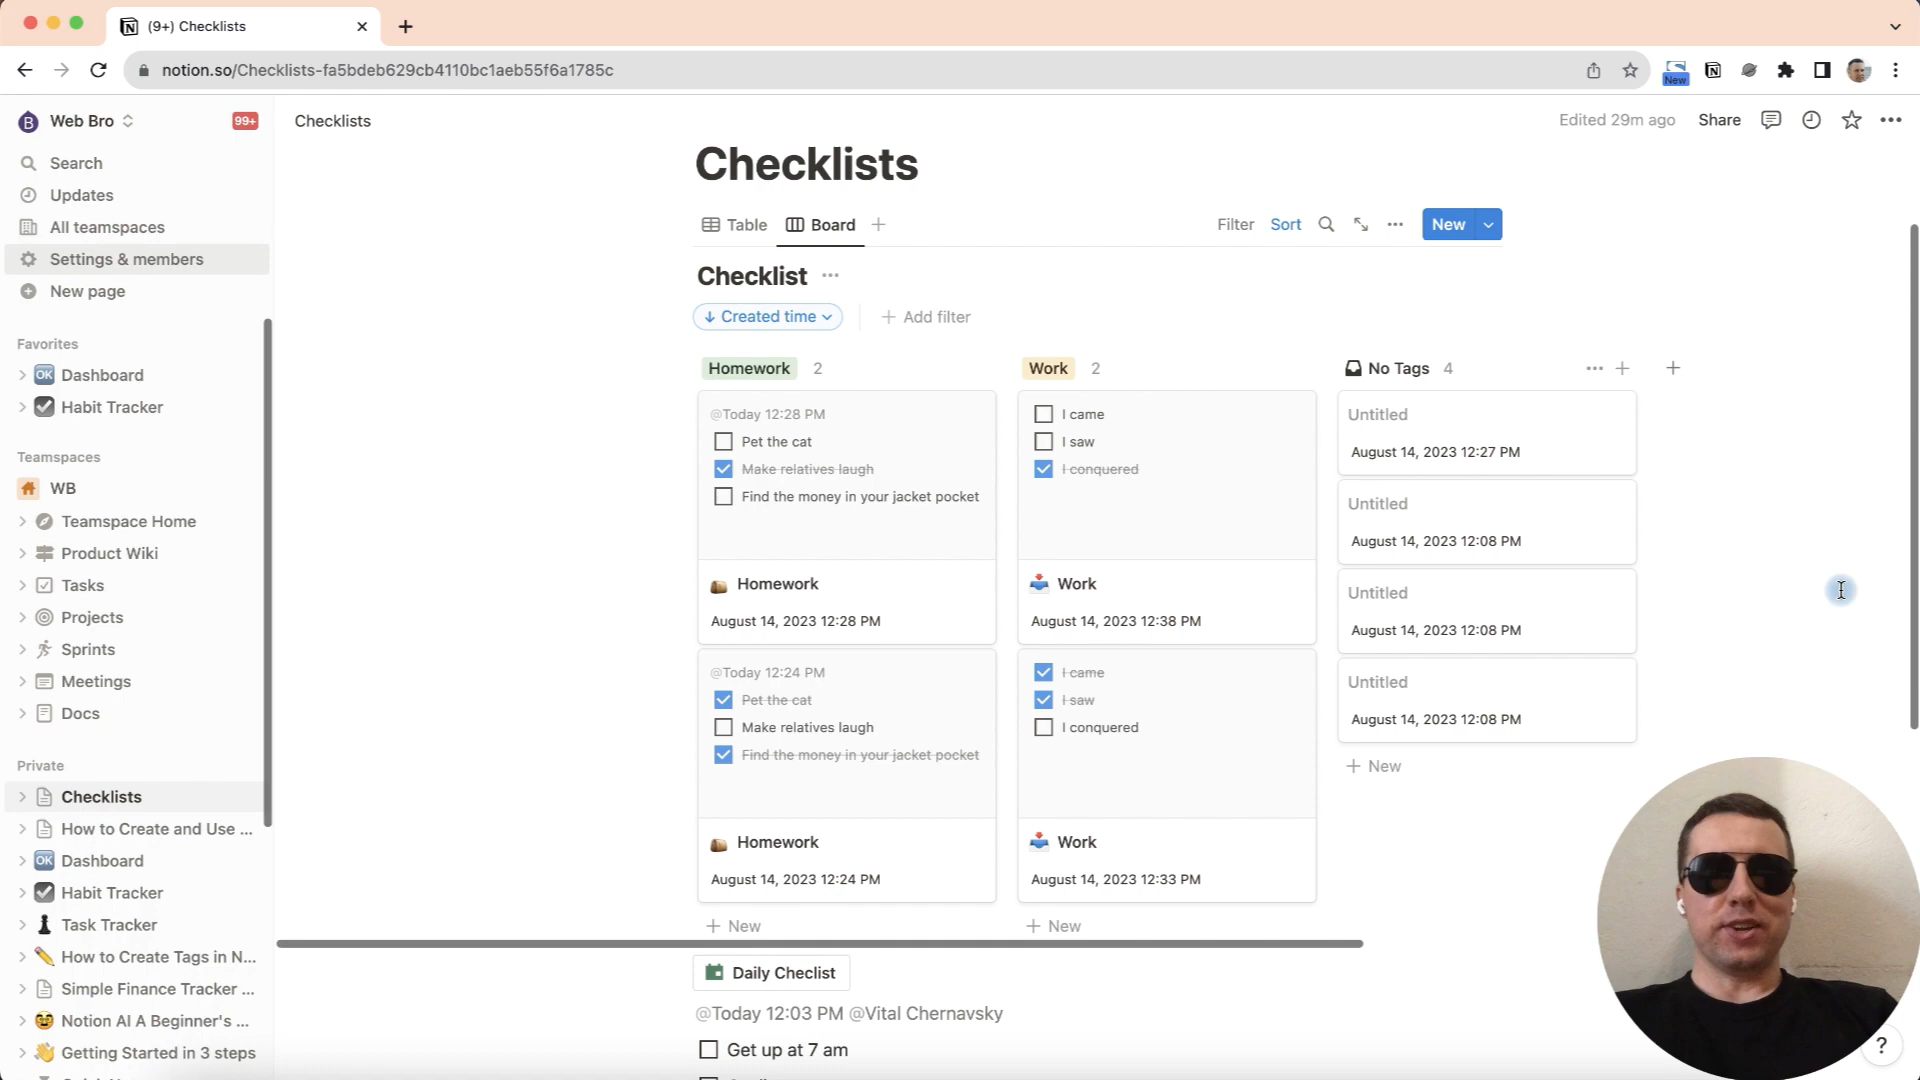 (9+) Checklists
notion.so/Checklists-fa5bdeb629cb4110bc1aeb55f6a1785c
New
Web Bro
99+
Checklists
Edited 29m ago
Share
Search
Updates
All teamspaces
Settings & members
New page
Favorites
Dashboard
Habit Tracker
Teamspaces
WB
Teamspace Home
Product Wiki
Tasks
Projects
Sprints
Meetings
Docs
Private
Checklists
How to Create and Use ...
Dashboard
Habit Tracker
Task Tracker
How to Create Tags in N...
Simple Finance Tracker ...
Notion AI A Beginner's ...
Getting Started in 3 steps
Checklists
Table
Board
Filter
Sort
New
Checklist
Created time
Add filter
Homework 2
@Today 12:28 PM
Pet the cat
Make relatives laugh
Find the money in your jacket pocket
Homework
August 14, 2023 12:28 PM
@Today 12:24 PM
Pet the cat
Make relatives laugh
Find the money in your jacket pocket
Homework
August 14, 2023 12:24 PM
+ New
Work 2
I came
I saw
I conquered
Work
August 14, 2023 12:38 PM
I came
I saw
I conquered
Work
August 14, 2023 12:33 PM
+ New
No Tags 4
Untitled
August 14, 2023 12:27 PM
Untitled
August 14, 2023 12:08 PM
Untitled
August 14, 2023 12:08 PM
Untitled
August 14, 2023 12:08 PM
+ New
Daily Checlist
@Today 12:03 PM @Vital Chernavsky
Get up at 7 am
?